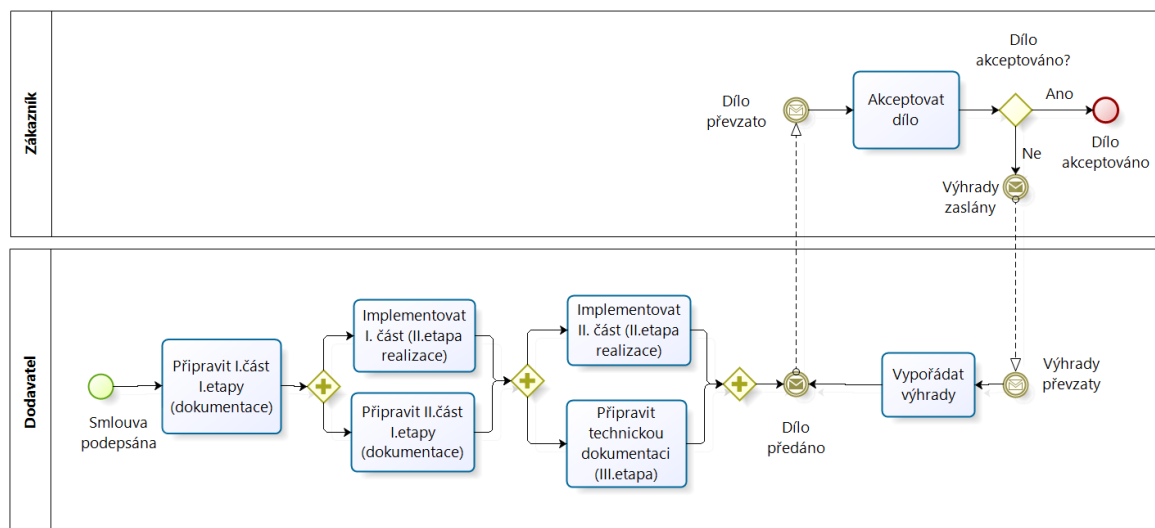 Zákazník
Dílo
převzato
Akceptovat
dílo
Dílo
akceptováno?
Ano
Dílo
akceptováno
Ne
Výhrady
zaslány
Dodavatel
Smlouva
podepsána
Připravit I.část
I.etapy
(dokumentace)
Implementovat
I. část (II.etapa
realizace)
Připravit II.část
I.etapy
(dokumentace)
Implementovat
II. část (II.etapa
realizace)
Připravit
technickou
dokumentaci
(III.etapa)
Dílo
předáno
Vypořádat
výhrady
Výhrady
převzaty